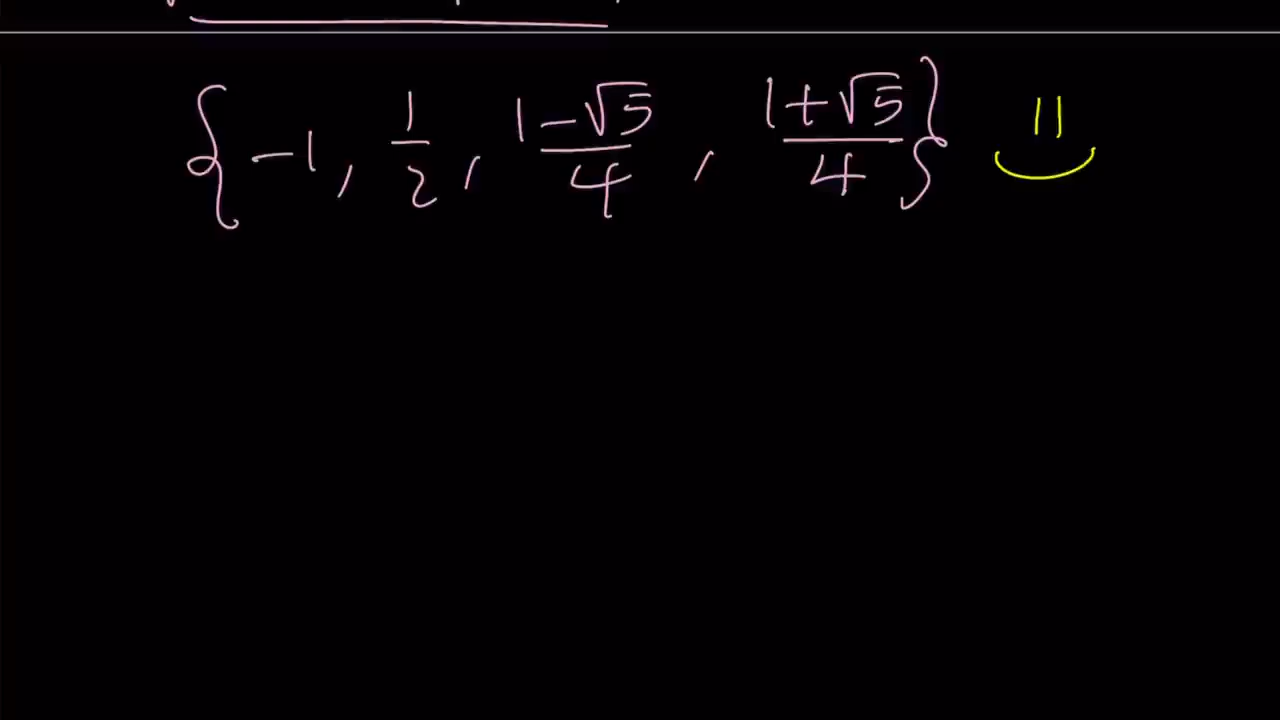 {-1, 1/2, (1-√5)/4, (1+√5)/4}